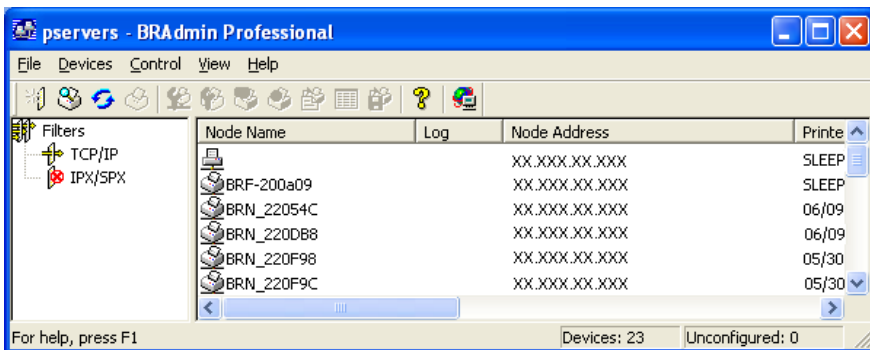 pservers - BRAdmin Professional
File Devices Control View Help
Filters
TCP/IP
IPX/SPX
Node Name Log Node Address Printe
XX.XXX.XX.XXX SLEEP
BRF-200a09 XX.XXX.XX.XXX SLEEP
BRN_22054C XX.XXX.XX.XXX 06/09
BRN_220DB8 XX.XXX.XX.XXX 06/09
BRN_220F98 XX.XXX.XX.XXX 05/30
BRN_220F9C XX.XXX.XX.XXX 05/30
For help, press F1 Devices: 23 Unconfigured: 0